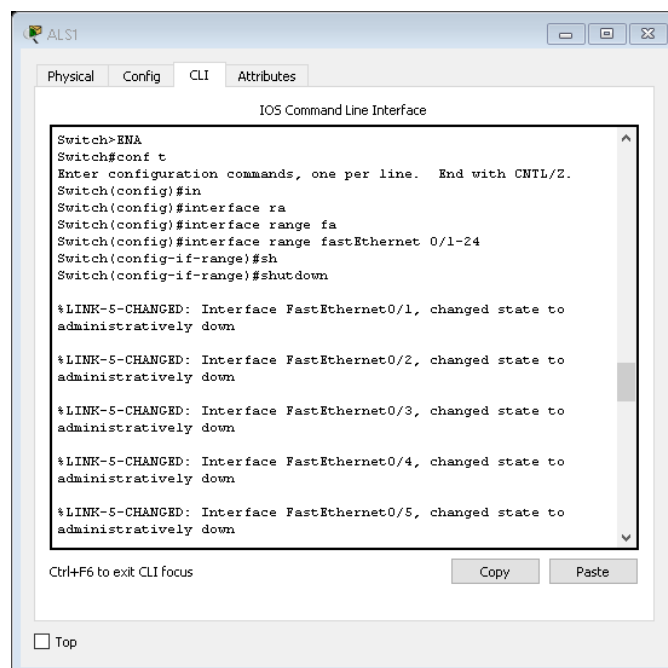 ALS1
Physical Config CLI Attributes
IOS Command Line Interface
Switch>ENA
Switch#conf t
Enter configuration commands, one per line. End with CNTL/Z.
Switch(config)#in
Switch(config)#interface ra
Switch(config)#interface range fa
Switch(config)#interface range fastEthernet 0/1-24
Switch(config-if-range)#sh
Switch(config-if-range)#shutdown
%LINK-5-CHANGED: Interface FastEthernet0/1, changed state to
administratively down
%LINK-5-CHANGED: Interface FastEthernet0/2, changed state to
administratively down
%LINK-5-CHANGED: Interface FastEthernet0/3, changed state to
administratively down
%LINK-5-CHANGED: Interface FastEthernet0/4, changed state to
administratively down
%LINK-5-CHANGED: Interface FastEthernet0/5, changed state to
administratively down
Ctrl+F6 to exit CLI focus Copy Paste
Top